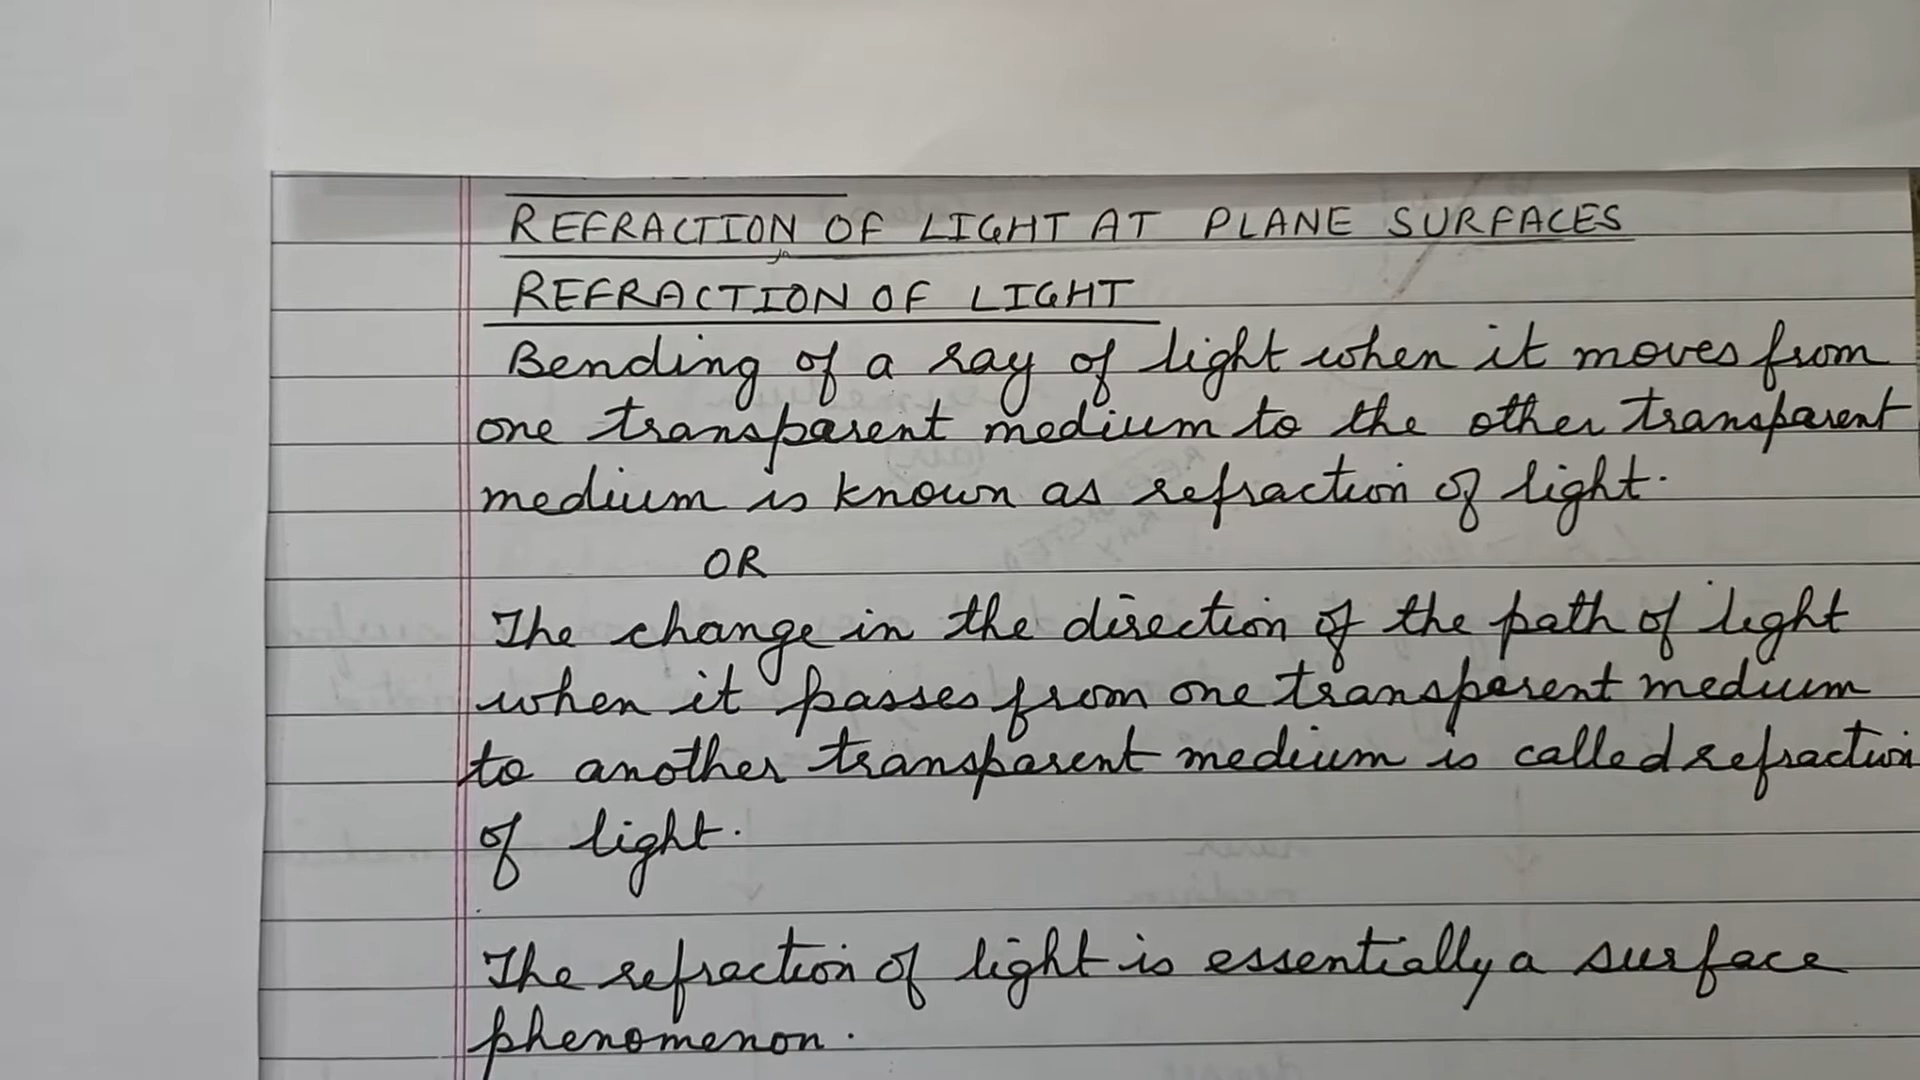 REFRACTION OF LIGHT AT PLANE SURFACES
REFRACTION OF LIGHT
Bending of a ray of light when it moves from
one transparent medium to the other transparent
medium is known as refraction of light.
OR
The change in the direction of the path of light
when it passes from one transparent medium
to another transparent medium is called refraction
of light.
The refraction of light is essentially a surface
phenomenon.